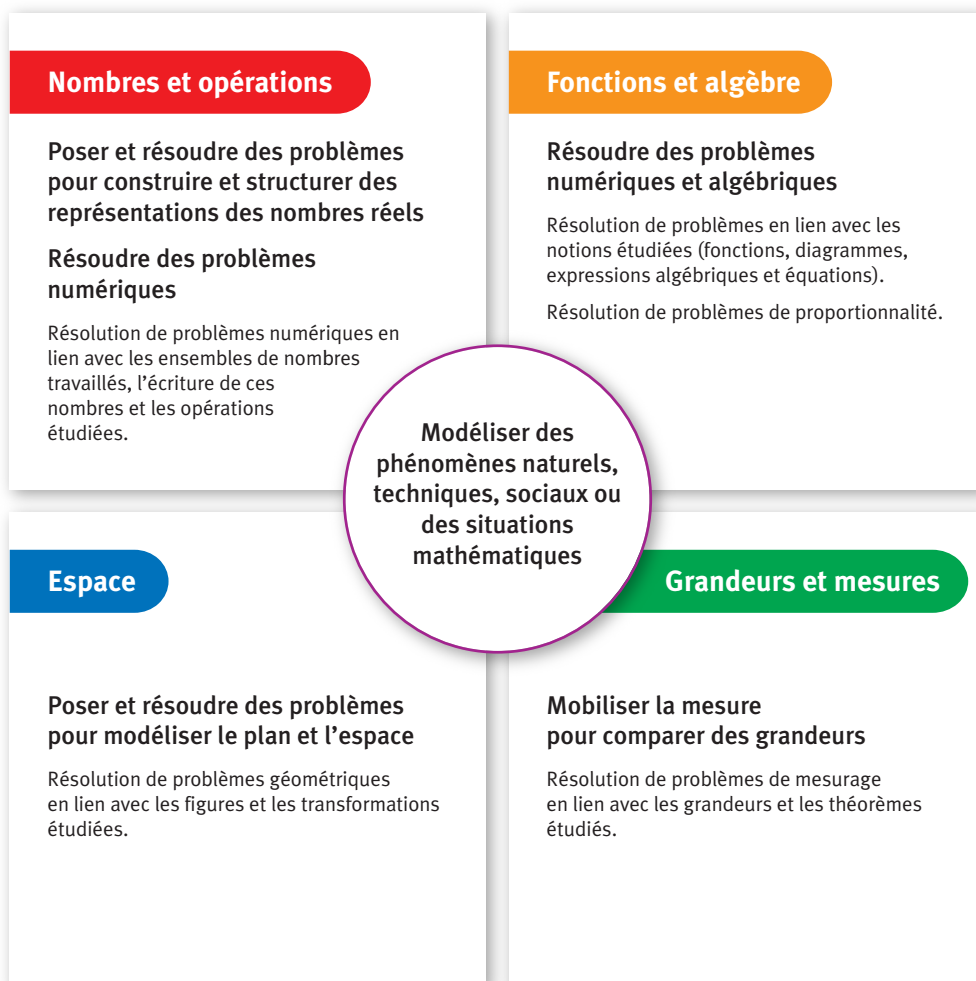 Nombres et opérations
Poser et résoudre des problèmes
pour construire et structurer des
représentations des nombres réels
Résoudre des problèmes
numériques
Résolution de problèmes numériques en
lien avec les ensembles de nombres
travaillés, l’écriture de ces
nombres et les opérations
étudiées.
Fonctions et algèbre
Résoudre des problèmes
numériques et algébriques
Résolution de problèmes en lien avec les
notions étudiées (fonctions, diagrammes,
expressions algébriques et équations).
Résolution de problèmes de proportionnalité.
Modéliser des
phénomènes naturels,
techniques, sociaux ou
des situations
mathématiques
Espace
Poser et résoudre des problèmes
pour modéliser le plan et l’espace
Résolution de problèmes géométriques
en lien avec les figures et les transformations
étudiées.
Grandeurs et mesures
Mobiliser la mesure
pour comparer des grandeurs
Résolution de problèmes de mesurage
en lien avec les grandeurs et les théorèmes
étudiés.